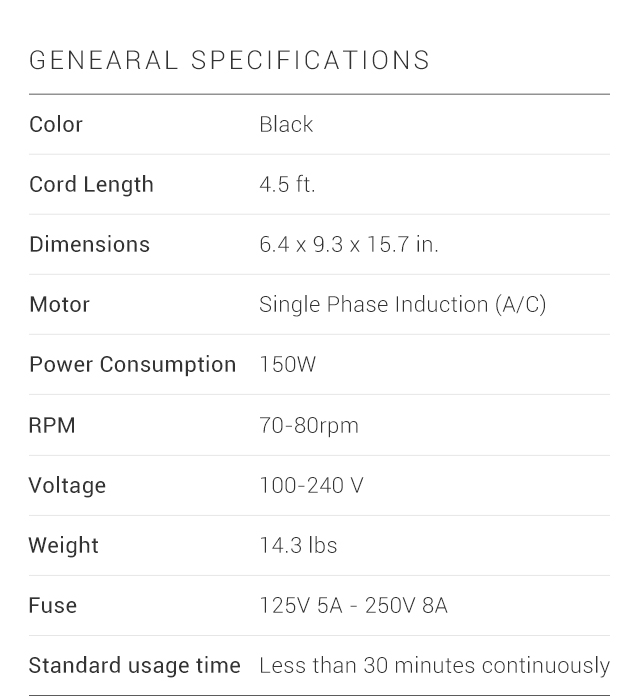 GENEARAL SPECIFICATIONS
Color Black
Cord Length 4.5 ft.
Dimensions 6.4 x 9.3 x 15.7 in.
Motor Single Phase Induction (A/C)
Power Consumption 150W
RPM 70-80rpm
Voltage 100-240 V
Weight 14.3 lbs
Fuse 125V 5A - 250V 8A
Standard usage time Less than 30 minutes continuously